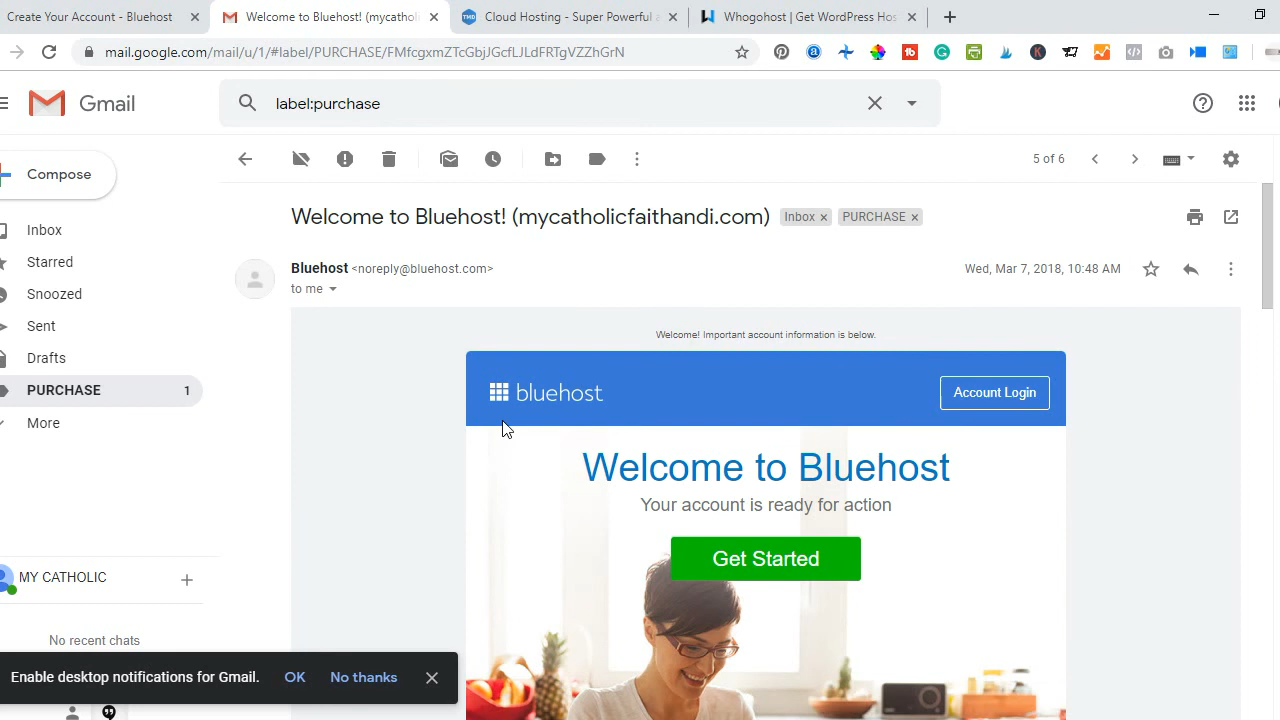 Create Your Account - Bluehost
Welcome to Bluehost! (mycatholic
Cloud Hosting - Super Powerful a
Whogohost | Get WordPress Hos
mail.google.com/mail/u/1/#label/PURCHASE/FMfcgxmZTcGbjJGcfLJLdFRTgVZZhGrN
Gmail
label:purchase
Compose
5 of 6
Welcome to Bluehost! (mycatholicfaithandi.com)
Inbox x
PURCHASE x
Inbox
Starred
Snoozed
Sent
Drafts
PURCHASE 1
More
Bluehost <noreply@bluehost.com>
Wed, Mar 7, 2018, 10:48 AM
to me
Welcome! Important account information is below.
bluehost
Account Login
Welcome to Bluehost
Your account is ready for action
Get Started
MY CATHOLIC
No recent chats
Enable desktop notifications for Gmail. OK No thanks